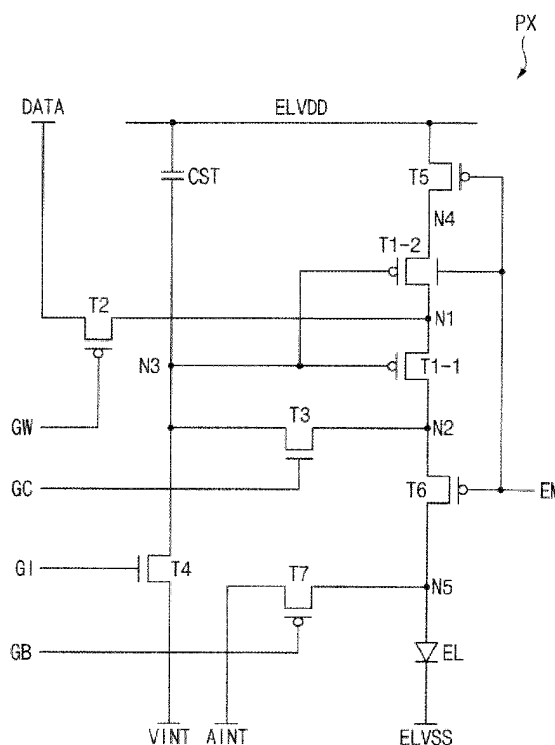 PX
DATA
ELVDD
CST
T5
N4
T1-2
T2
N1
N3
T1-1
GW
T3
N2
GC
T6
EM
GI
T4
T7
N5
GB
EL
VINT
AINT
ELVSS